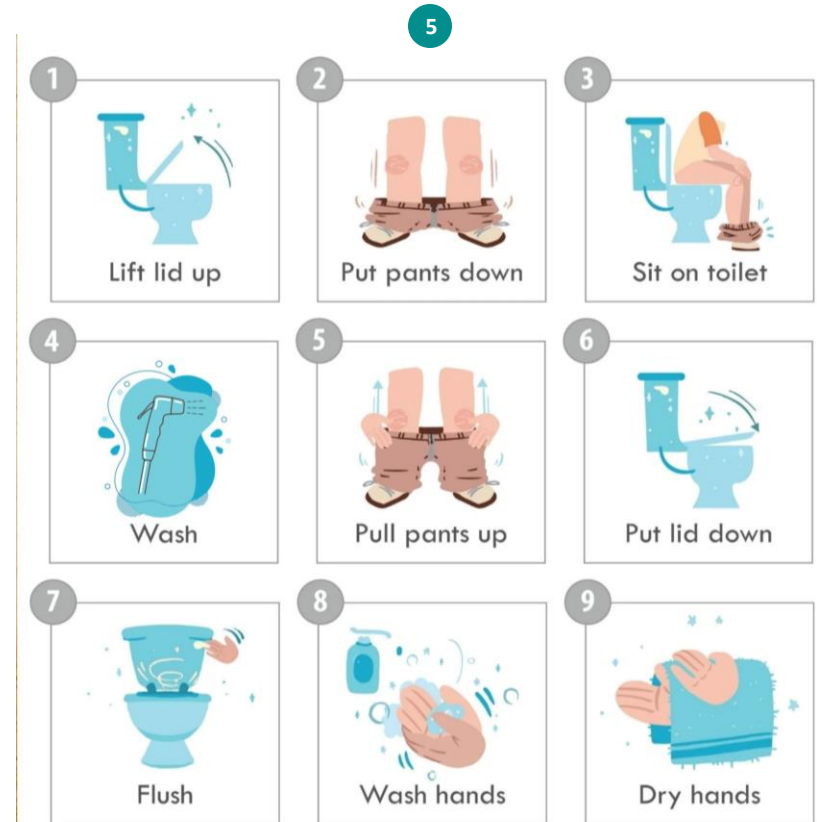 5
1
Lift lid up
2
Put pants down
3
Sit on toilet
4
Wash
5
Pull pants up
6
Put lid down
7
Flush
8
Wash hands
9
Dry hands